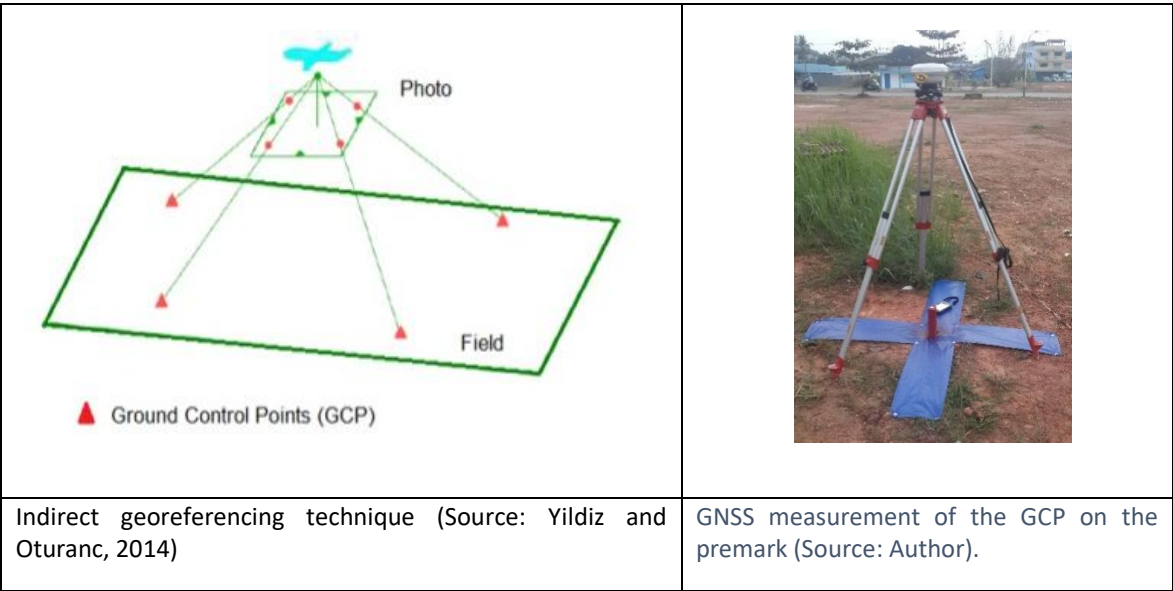 Photo
Field
Ground Control Points (GCP)
Indirect georeferencing technique (Source: Yildiz and
Oturanc, 2014)
GNSS measurement of the GCP on the
premark (Source: Author).